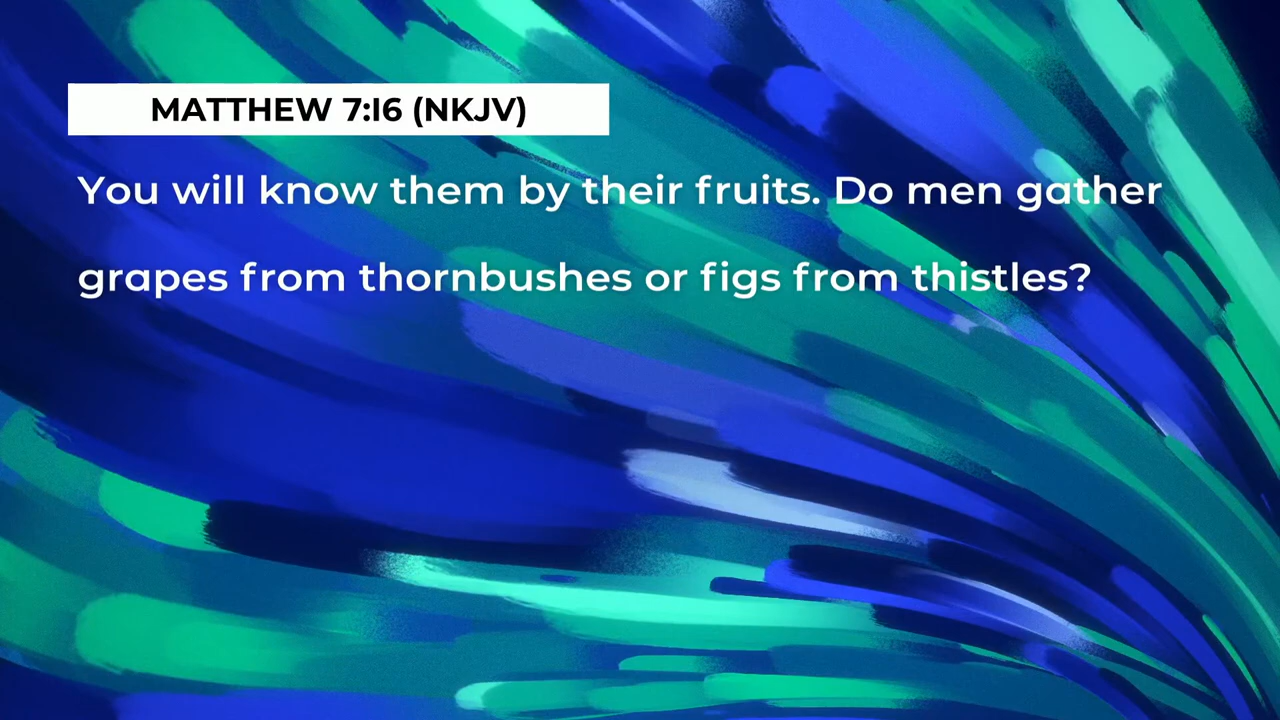 MATTHEW 7:16 (NKJV)
You will know them by their fruits. Do men gather
grapes from thornbushes or figs from thistles?